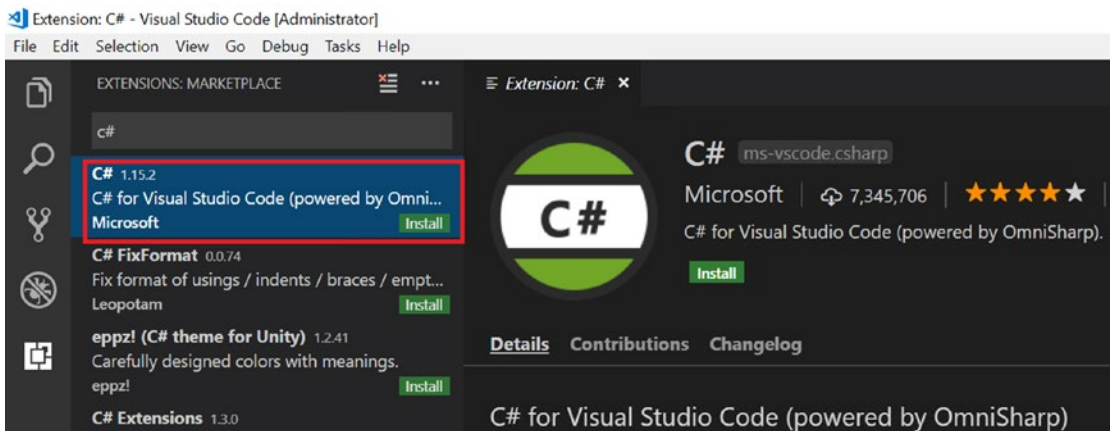 Extension: C# - Visual Studio Code [Administrator]
File Edit Selection View Go Debug Tasks Help
EXTENSIONS: MARKETPLACE
c#
C# 1.15.2
C# for Visual Studio Code (powered by Omni...
Microsoft Install
C# FixFormat 0.0.74
Fix format of usings / indents / braces / empt...
Leopotam Install
eppz! (C# theme for Unity) 1.2.41
Carefully designed colors with meanings.
eppz! Install
C# Extensions 1.3.0
Extension: C#
C#
C# ms-vscode.csharp
Microsoft 7,345,706
C# for Visual Studio Code (powered by OmniSharp).
Install
Details Contributions Changelog
C# for Visual Studio Code (powered by OmniSharp)